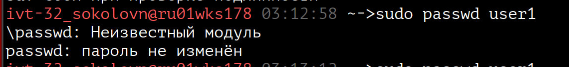 ivt-32_sokolovn@ru01wks178 03:12:58 ~->sudo passwd user1
\passwd: Неизвестный модуль
passwd: пароль не изменён